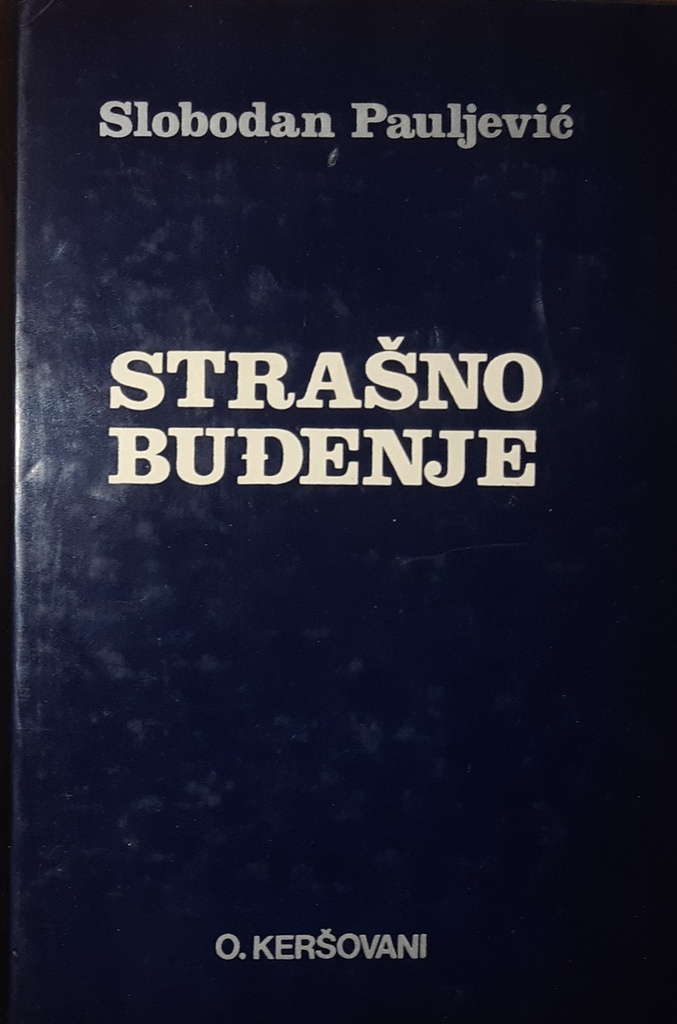 Slobodan Pauljević
STRAŠNO
BUĐENJE
O. KERŠOVANI